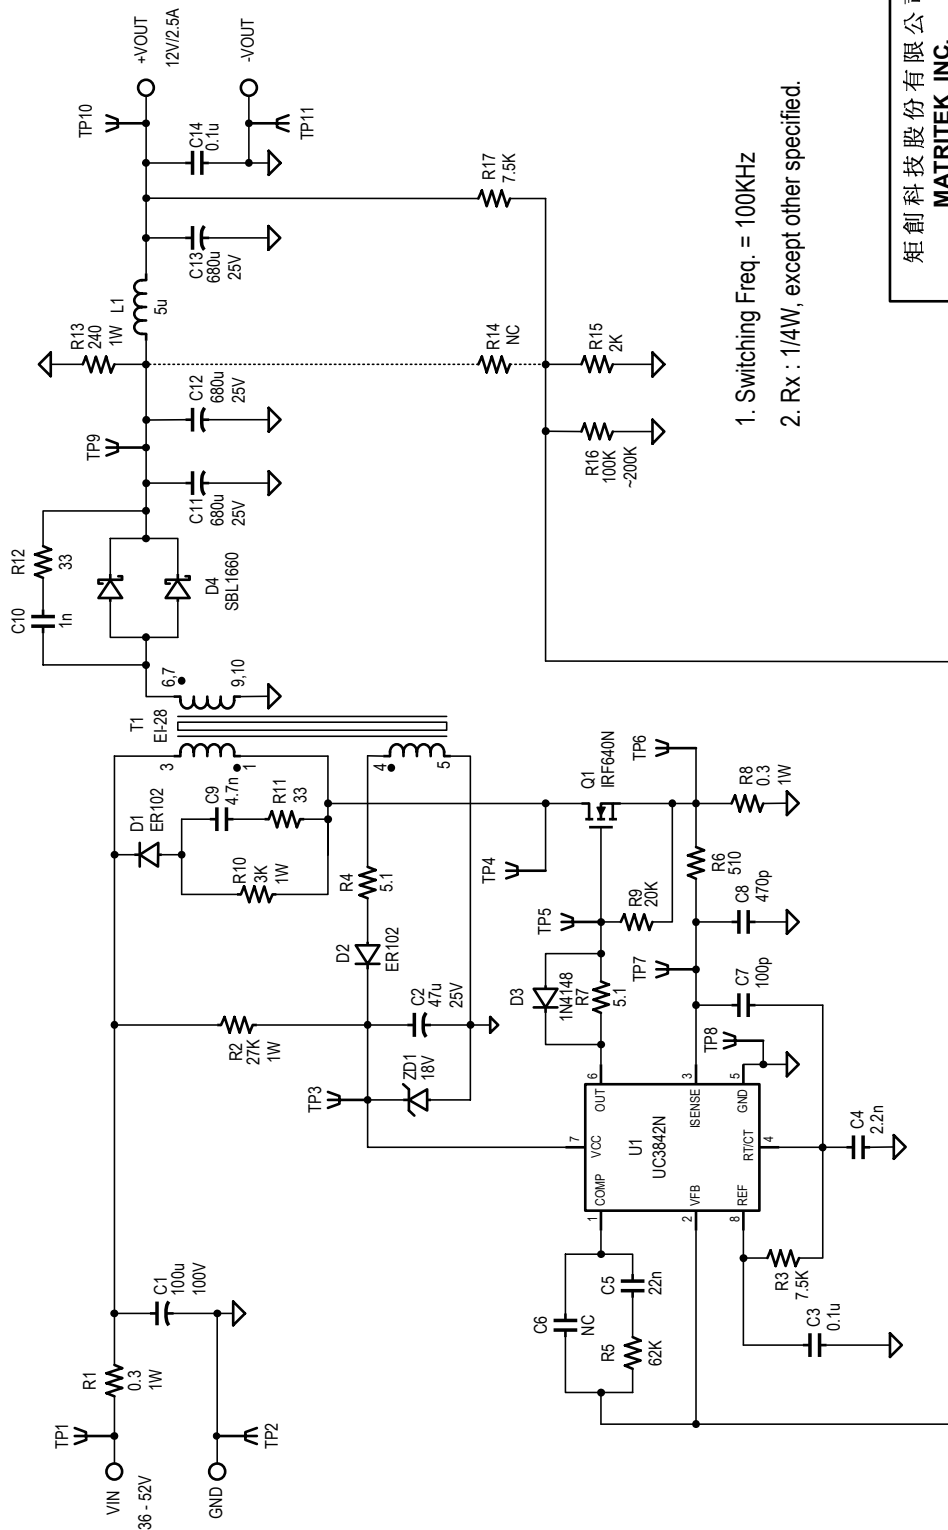 VIN
36 - 52V
GND
TP1
TP2
R1
0.3
1W
C1
100u
100V
R2
27K
1W
TP3
ZD1
18V
C2
47u
25V
D2
ER102
R4
5.1
D1
ER102
C9
4.7n
R10
3K
1W
R11
33
T1
EI-28
3
1
4
5
6,7
9,10
C10
1n
R12
33
D4
SBL1660
C11
680u
25V
TP9
C12
680u
25V
R13
240
1W
L1
5u
C13
680u
25V
C14
0.1u
TP10
+VOUT
12V/2.5A
-VOUT
TP11
R14
NC
R17
7.5K
R15
2K
R16
100K
~200K
TP4
Q1
IRF640N
TP6
TP5
R9
20K
R8
0.3
1W
R6
510
D3
1N4148
R7
5.1
TP7
C8
470p
C7
100p
TP8
U1
UC3842N
7
VCC
6
OUT
3
ISENSE
5
GND
4
RT/CT
1
COMP
2
VFB
8
REF
C6
NC
C5
22n
R5
62K
R3
7.5K
C3
0.1u
C4
2.2n
1. Switching Freq. = 100KHz
2. Rx : 1/4W, except other specified.
矩創科技股份有限公司
MATRITEK INC.